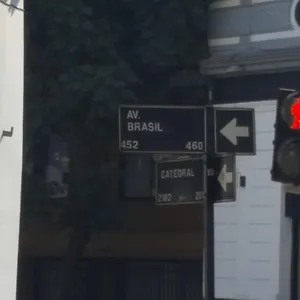 AV.
BRASIL
452 460
CATEDRAL